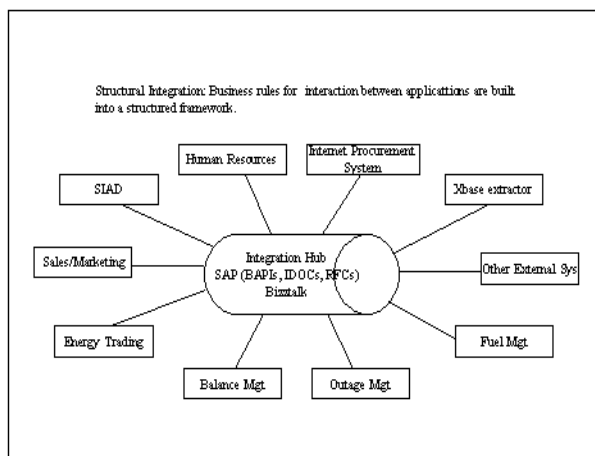 Structural Integration: Business rules for interaction between applicattions are built
into a structured framework.
Human Resources
Internet Procurement
System
SIAD
Xbase extractor
Sales/Marketing
Integration Hub
SAP (BAPIs, IDOCs, RFCs)
Biztalk
Other External Sys
Energy Trading
Fuel Mgt
Balance Mgt
Outage Mgt